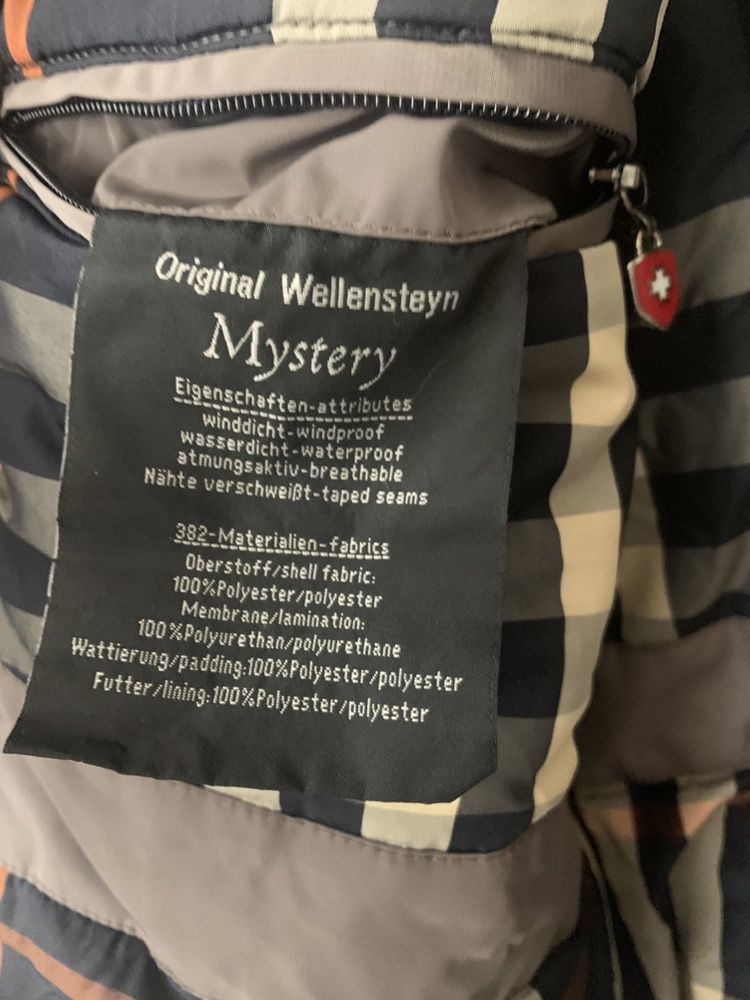 Original Wellensteyn
Mystery
Eigenschaften-attributes
winddicht-windproof
wasserdicht-waterproof
atmungsaktiv-breathable
Nähte verschweißt-taped seams
382-Materialien-fabrics
Oberstoff/shell fabric:
100%Polyester/polyester
Membrane/lamination:
100%Polyurethan/polyurethane
Wattierung/padding:100%Polyester/polyester
Futter/lining:100%Polyester/polyester